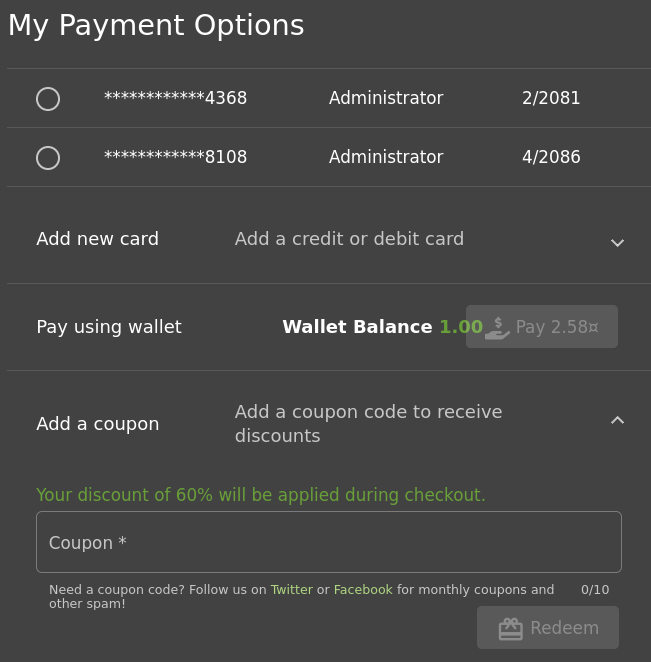 My Payment Options
************4368 Administrator 2/2081
************8108 Administrator 4/2086
Add new card Add a credit or debit card
Pay using wallet Wallet Balance 1.00 Pay 2.58¤
Add a coupon Add a coupon code to receive
discounts
Your discount of 60% will be applied during checkout.
Coupon *
Need a coupon code? Follow us on Twitter or Facebook for monthly coupons and 0/10
other spam!
Redeem